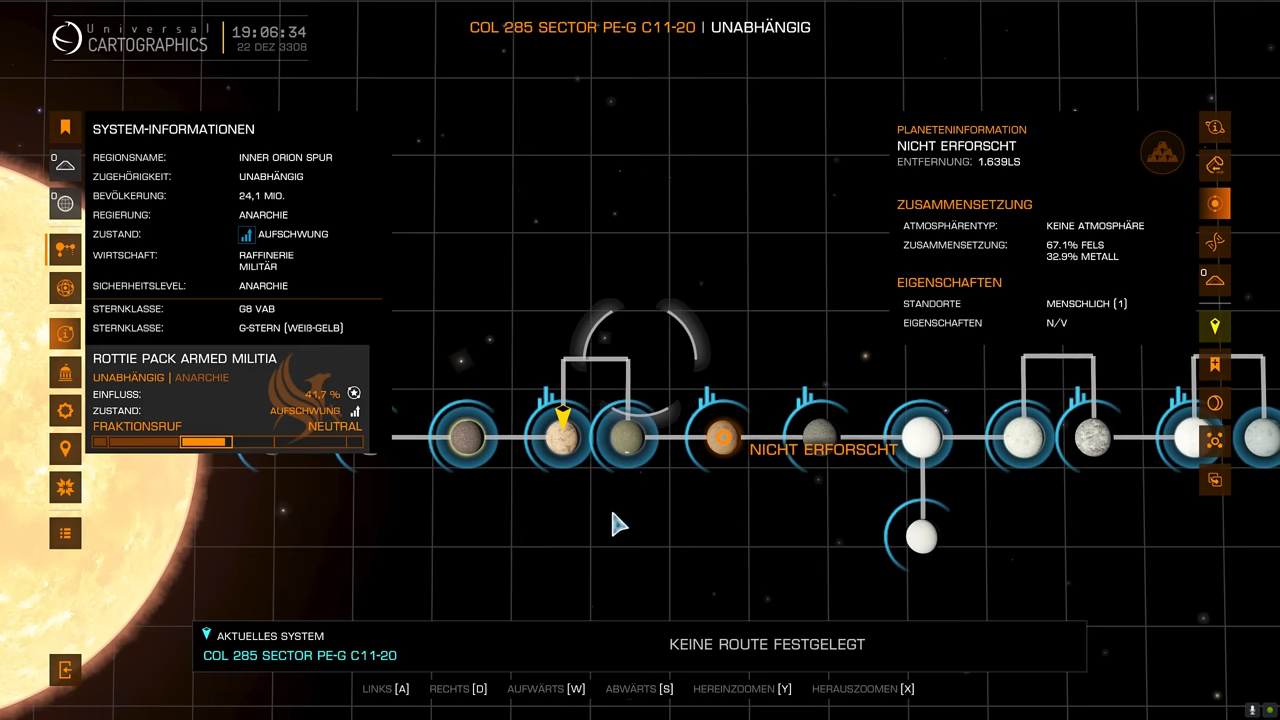 Universal
CARTOGRAPHICS
19:06:34
22 DEZ 3308
COL 285 SECTOR PE-G C11-20 | UNABHÄNGIG
SYSTEM-INFORMATIONEN
REGIONSNAME: INNER ORION SPUR
ZUGEHÖRIGKEIT: UNABHÄNGIG
BEVÖLKERUNG: 24,1 MIO.
REGIERUNG: ANARCHIE
ZUSTAND: AUFSCHWUNG
WIRTSCHAFT: RAFFINERIE
MILITÄR
SICHERHEITSLEVEL: ANARCHIE
STERNKLASSE: G8 VAB
STERNKLASSE: G-STERN (WEIß-GELB)
ROTTIE PACK ARMED MILITIA
UNABHÄNGIG | ANARCHIE
EINFLUSS: 41,7 %
ZUSTAND: AUFSCHWUNG
FRAKTIONSRUF NEUTRAL
0
0
PLANETENINFORMATION
NICHT ERFORSCHT
ENTFERNUNG: 1.639LS
ZUSAMMENSETZUNG
ATMOSPHÄRENTYP: KEINE ATMOSPHÄRE
ZUSAMMENSETZUNG: 67.1% FELS
32.9% METALL
EIGENSCHAFTEN
STANDORTE MENSCHLICH (1)
EIGENSCHAFTEN N/V
0
NICHT ERFORSCHT
AKTUELLES SYSTEM
COL 285 SECTOR PE-G C11-20
KEINE ROUTE FESTGELEGT
LINKS [A] RECHTS [D] AUFWÄRTS [W] ABWÄRTS [S] HEREINZOOMEN [Y] HERAUSZOOMEN [X]